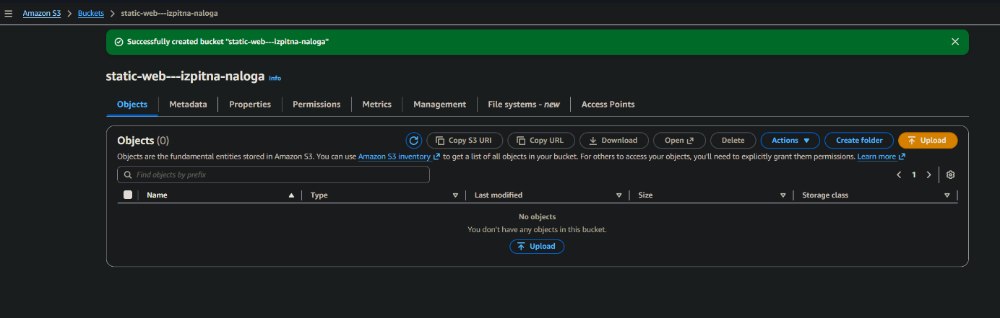 Amazon S3 > Buckets > static-web---izpitna-naloga
Successfully created bucket "static-web---izpitna-naloga"
static-web---izpitna-naloga Info
Objects Metadata Properties Permissions Metrics Management File systems - new Access Points
Objects (0) Copy S3 URI Copy URL Download Open Delete Actions Create folder Upload
Objects are the fundamental entities stored in Amazon S3. You can use Amazon S3 inventory to get a list of all objects in your bucket. For others to access your objects, you'll need to explicitly grant them permissions. Learn more
Find objects by prefix 1
Name Type Last modified Size Storage class
No objects
You don't have any objects in this bucket.
Upload